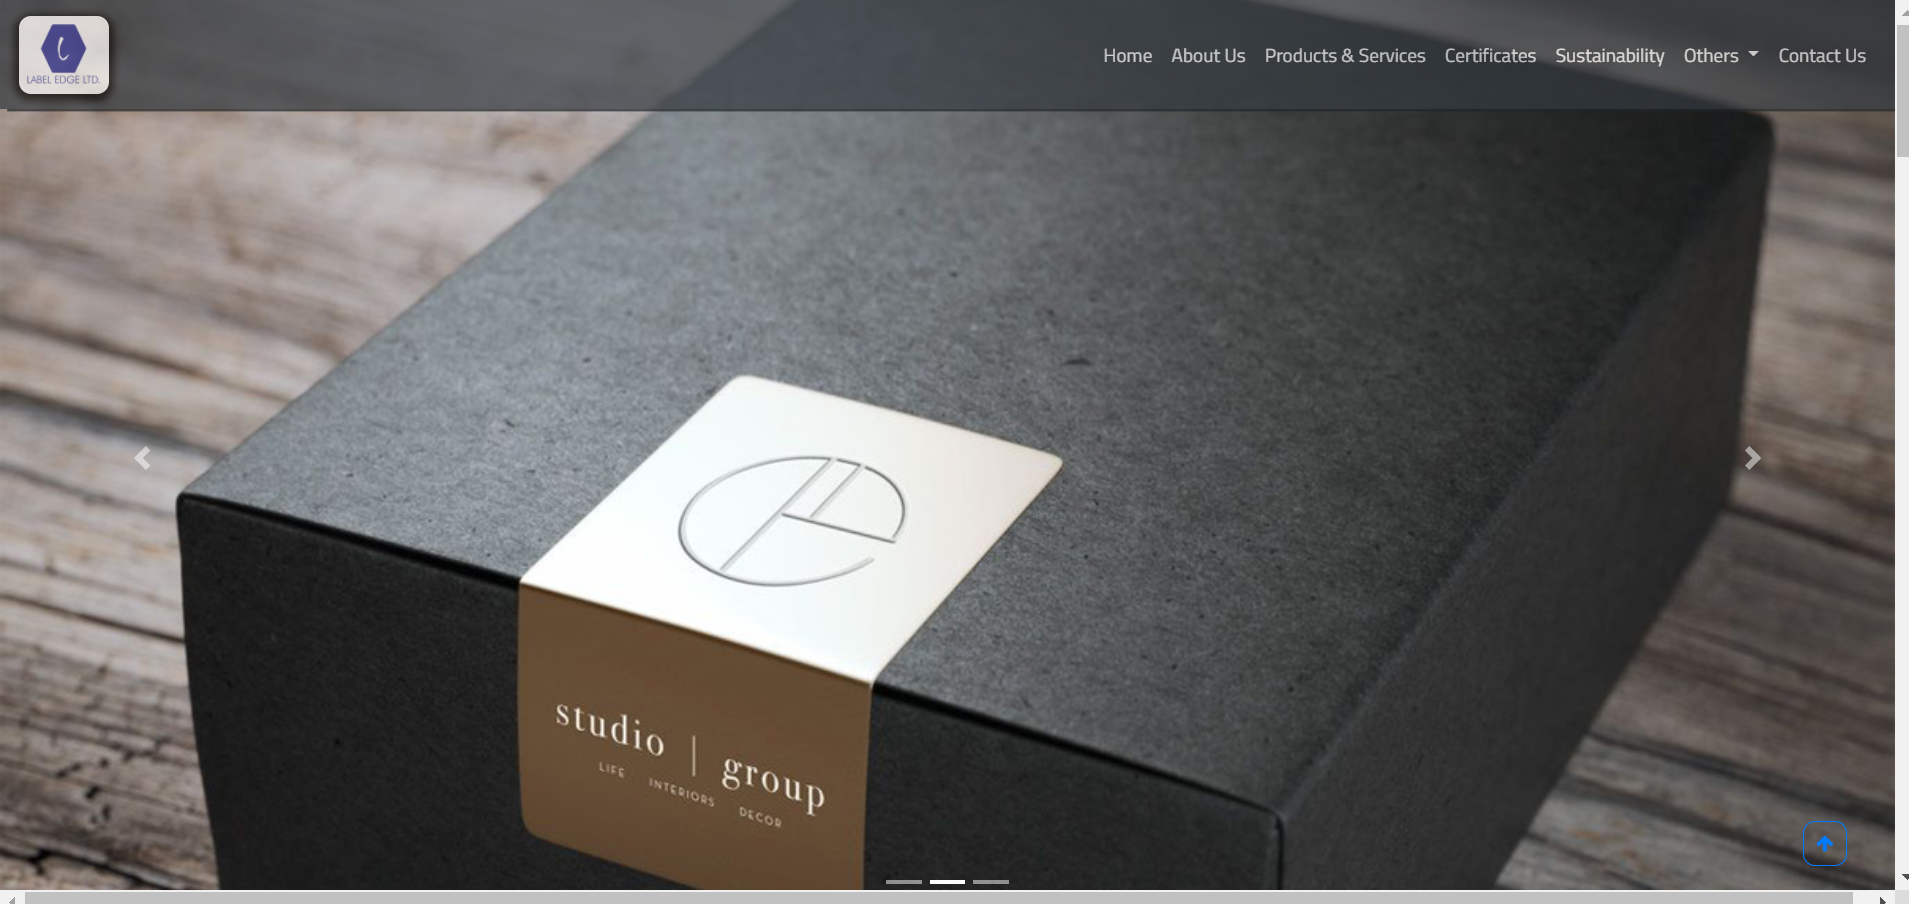 LABEL EDGE LTD.
Home About Us Products & Services Certificates Sustainability Others Contact Us
studio | group
LIFE INTERIORS DECOR